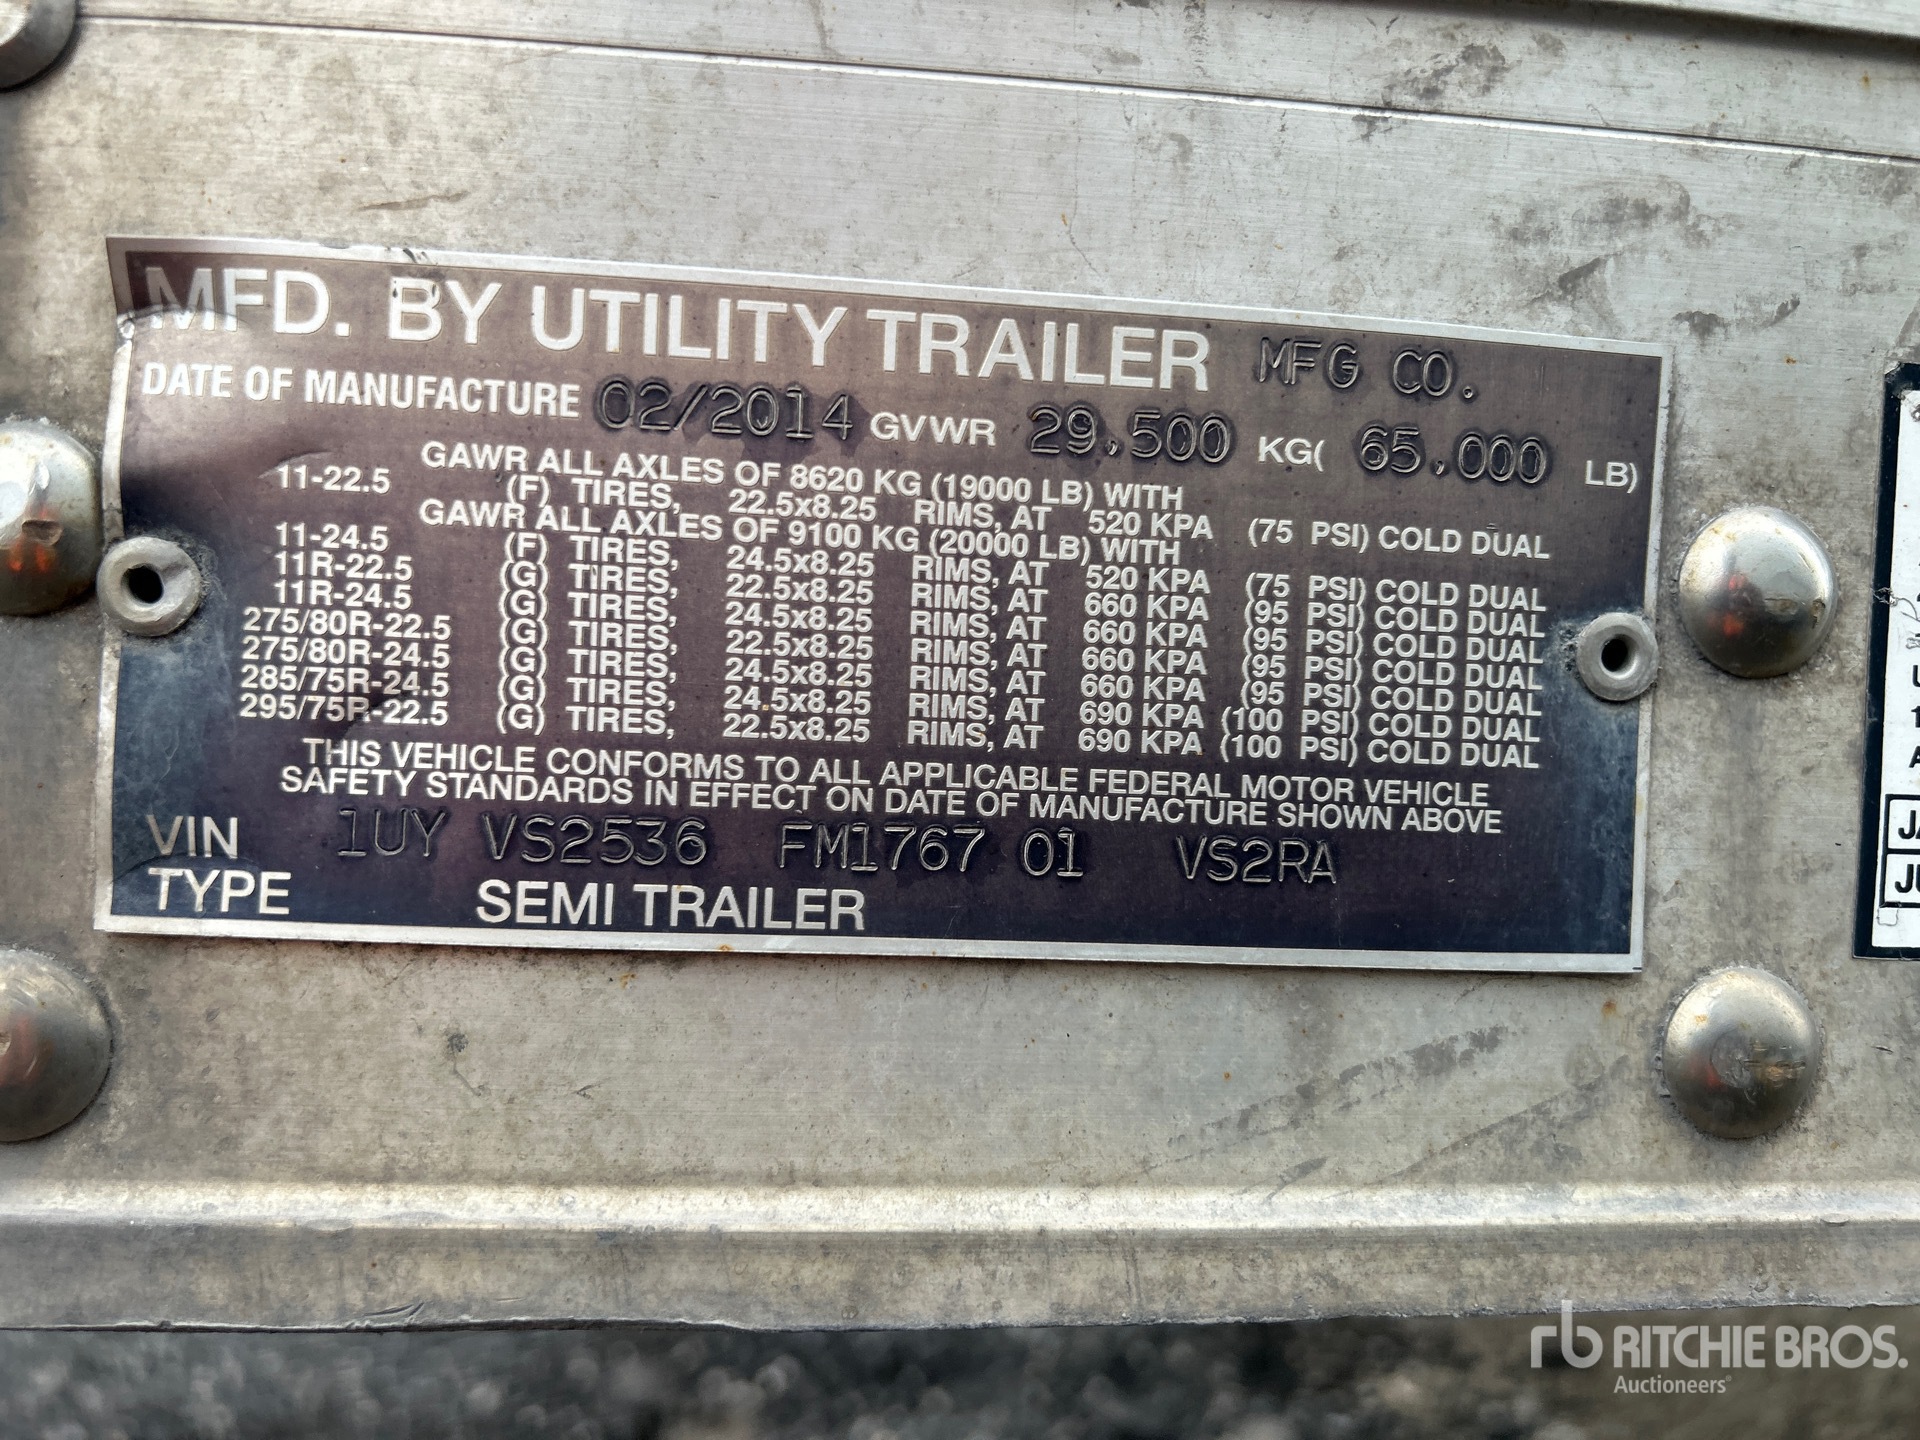 MFD. BY UTILITY TRAILER MFG CO.
DATE OF MANUFACTURE 02/2014 GVWR 29,500 KG( 65,000 LB)
GAWR ALL AXLES OF 8620 KG (19000 LB) WITH
11-22.5 (F) TIRES, 22.5x8.25 RIMS, AT 520 KPA (75 PSI) COLD DUAL
GAWR ALL AXLES OF 9100 KG (20000 LB) WITH
11-24.5 (F) TIRES, 24.5x8.25 RIMS, AT 520 KPA (75 PSI) COLD DUAL
11R-22.5 (G) TIRES, 22.5x8.25 RIMS, AT 660 KPA (95 PSI) COLD DUAL
11R-24.5 (G) TIRES, 24.5x8.25 RIMS, AT 660 KPA (95 PSI) COLD DUAL
275/80R-22.5 (G) TIRES, 22.5x8.25 RIMS, AT 660 KPA (95 PSI) COLD DUAL
275/80R-24.5 (G) TIRES, 24.5x8.25 RIMS, AT 660 KPA (95 PSI) COLD DUAL
285/75R-24.5 (G) TIRES, 24.5x8.25 RIMS, AT 690 KPA (100 PSI) COLD DUAL
295/75R-22.5 (G) TIRES, 22.5x8.25 RIMS, AT 690 KPA (100 PSI) COLD DUAL
THIS VEHICLE CONFORMS TO ALL APPLICABLE FEDERAL MOTOR VEHICLE
SAFETY STANDARDS IN EFFECT ON DATE OF MANUFACTURE SHOWN ABOVE
VIN 1UY VS2536 FM1767 01 VS2RA
TYPE SEMI TRAILER
rb RITCHIE BROS.
Auctioneers